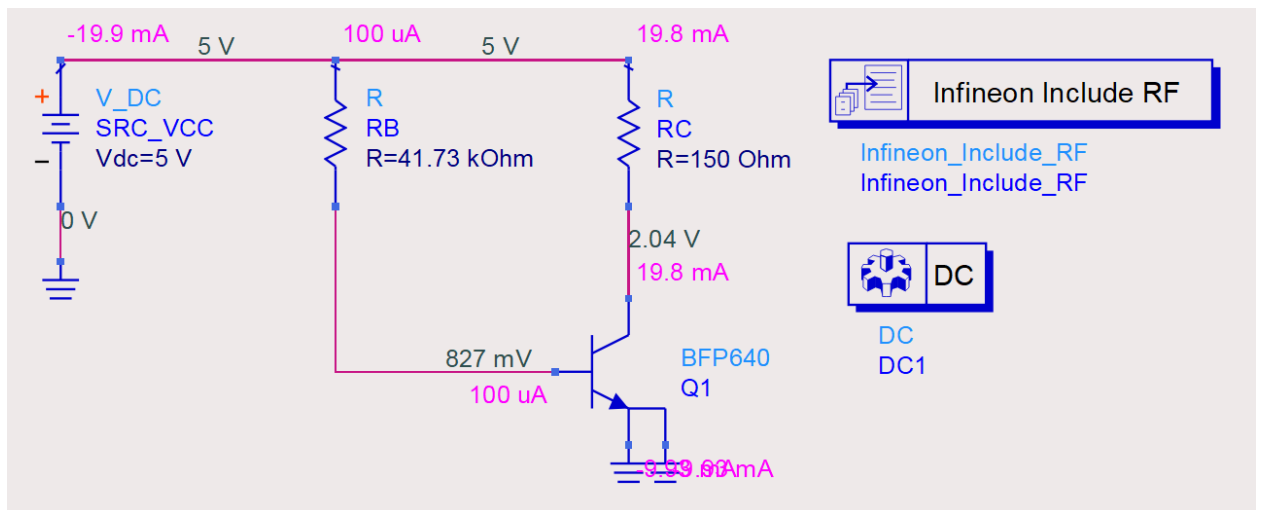 -19.9 mA
5 V
100 uA
5 V
19.8 mA
+
V_DC
SRC_VCC
Vdc=5 V
–
R
RB
R=41.73 kOhm
R
RC
R=150 Ohm
Infineon Include RF
Infineon_Include_RF
Infineon_Include_RF
0 V
2.04 V
19.8 mA
DC
DC
DC1
827 mV
100 uA
BFP640
Q1